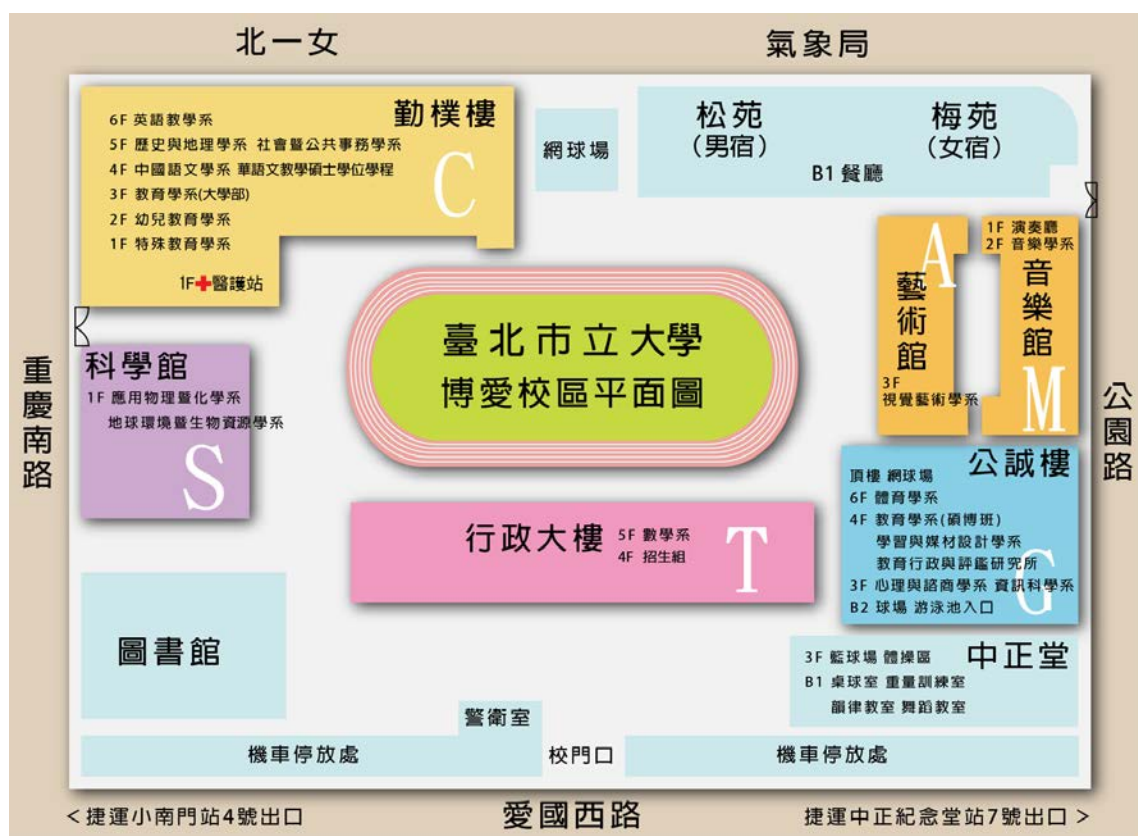 北一女
氣象局
勤樸樓
6F 英語教學系
5F 歷史與地理學系 社會暨公共事務學系
4F 中國語文學系 華語文教學碩士學位學程
3F 教育學系(大學部)
2F 幼兒教育學系
1F 特殊教育學系
1F 醫護站
C
網球場
松苑
(男宿)
梅苑
(女宿)
B1 餐廳
A
藝術館
3F
視覺藝術學系
1F 演奏廳
2F 音樂學系
音樂館
M
臺北市立大學
博愛校區平面圖
重慶南路
公園路
科學館
1F 應用物理暨化學系
地球環境暨生物資源學系
S
行政大樓
5F 數學系
4F 招生組
T
公誠樓
頂樓 網球場
6F 體育學系
4F 教育學系(碩博班)
學習與媒材設計學系
教育行政與評鑑研究所
3F 心理與諮商學系 資訊科學系
B2 球場 游泳池入口
G
圖書館
中正堂
3F 籃球場 體操區
B1 桌球室 重量訓練室
韻律教室 舞蹈教室
警衛室
機車停放處
校門口
機車停放處
< 捷運小南門站4號出口
愛國西路
捷運中正紀念堂站7號出口 >